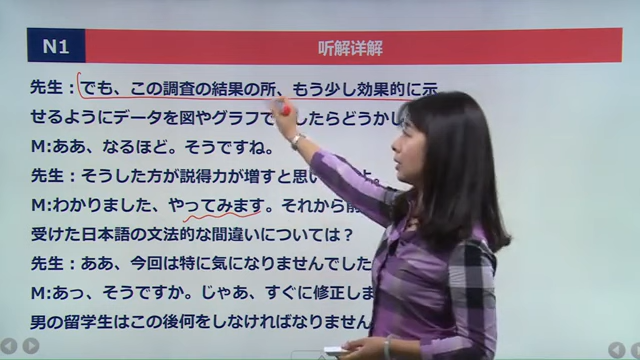 N1
听解详解
先生：でも、この調査の結果の所、もう少し効果的に示
せるようにデータを図やグラフで したらどうかし
M:ああ、なるほど。そうですね。
先生：そうした方が説得力が増すと思い よ。
M:わかりました、やってみます。それから
受けた日本語の文法的な間違いについては？
先生：ああ、今回は特に気になりませんでした
M:あっ、そうですか。じゃあ、すぐに修正しま
男の留学生はこの後何をしなければなりません